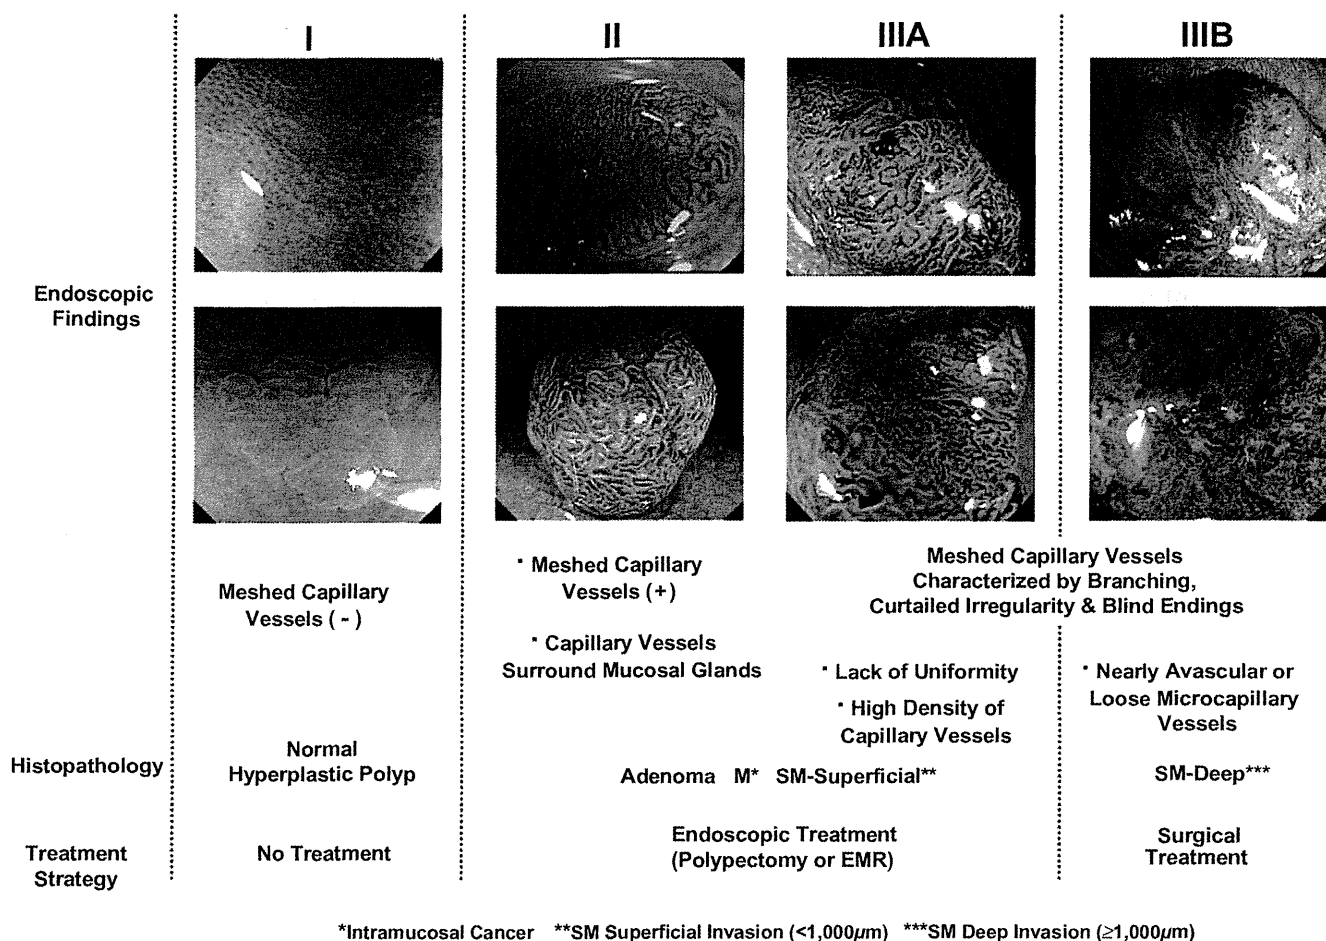 I
II
IIIA
IIIB
Endoscopic
Findings
Meshed Capillary
Vessels ( - )
· Meshed Capillary
Vessels (+)
· Capillary Vessels
Surround Mucosal Glands
Meshed Capillary Vessels
Characterized by Branching,
Curtailed Irregularity & Blind Endings
· Lack of Uniformity
· High Density of
Capillary Vessels
· Nearly Avascular or
Loose Microcapillary
Vessels
Histopathology
Normal
Hyperplastic Polyp
Adenoma M* SM-Superficial**
SM-Deep***
Treatment
Strategy
No Treatment
Endoscopic Treatment
(Polypectomy or EMR)
Surgical
Treatment
*Intramucosal Cancer **SM Superficial Invasion (<1,000µm) ***SM Deep Invasion (≥1,000µm)